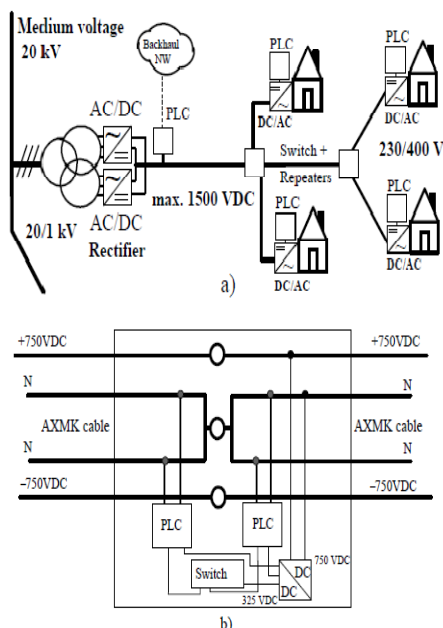 Medium voltage
20 kV
Backhaul
NW
AC/DC
PLC
20/1 kV
AC/DC
Rectifier
max. 1500 VDC
PLC
DC/AC
Switch +
Repeaters
PLC
DC/AC
PLC
DC/AC
230/400 V
PLC
DC/AC
a)
+750VDC
+750VDC
N
N
AXMK cable
AXMK cable
N
N
–750VDC
–750VDC
PLC
PLC
Switch
DC
DC
750 VDC
325 VDC
b)